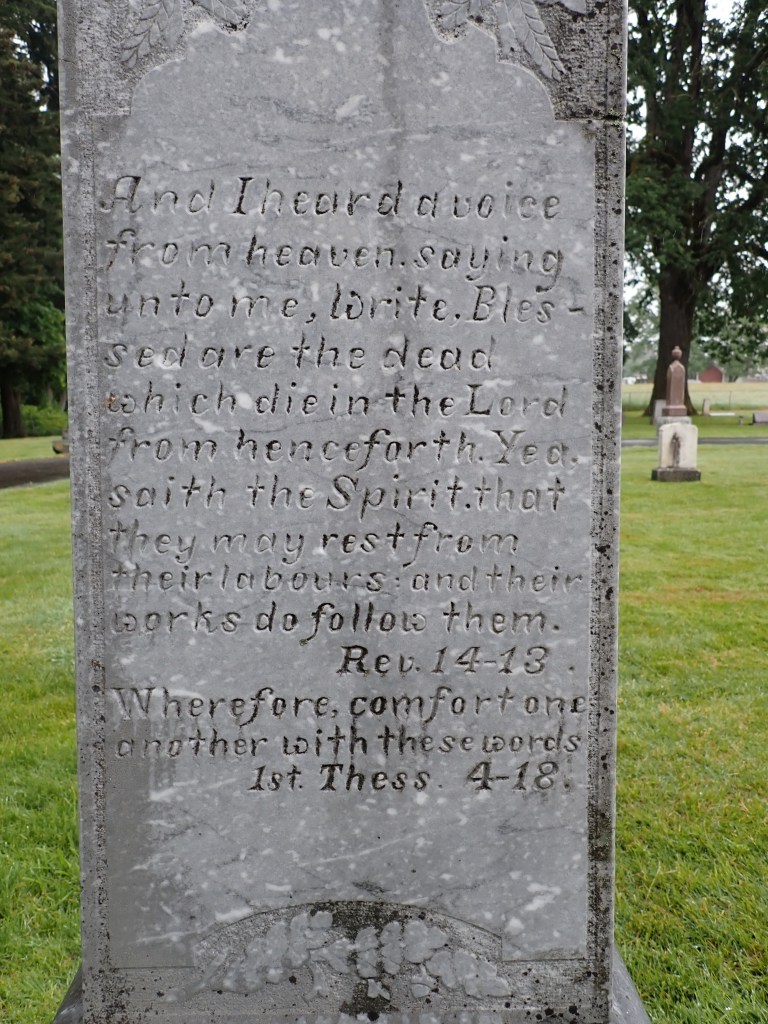 And I heard a voice
from heaven. saying
unto me, Write. Bles-
sed are the dead
which die in the Lord
from henceforth. Yea.
saith the Spirit. that
they may rest from
their labours: and their
works do follow them.
Rev. 14-13.
Wherefore, comfort one
another with these words
1st. Thess. 4-18.